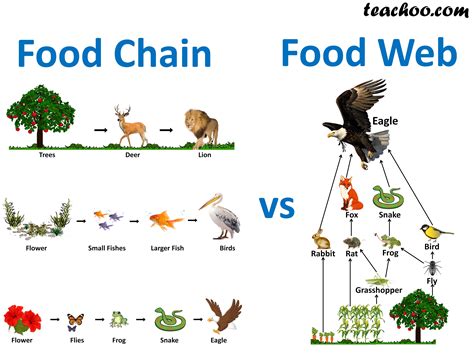 teachoo.com
Food Chain
Food Web
Trees
Deer
Lion
Flower
Small Fishes
Larger Fish
Birds
Flower
Flies
Frog
Snake
Eagle
vs
Eagle
Fox
Snake
Rabbit
Rat
Frog
Bird
Grasshopper
Fly